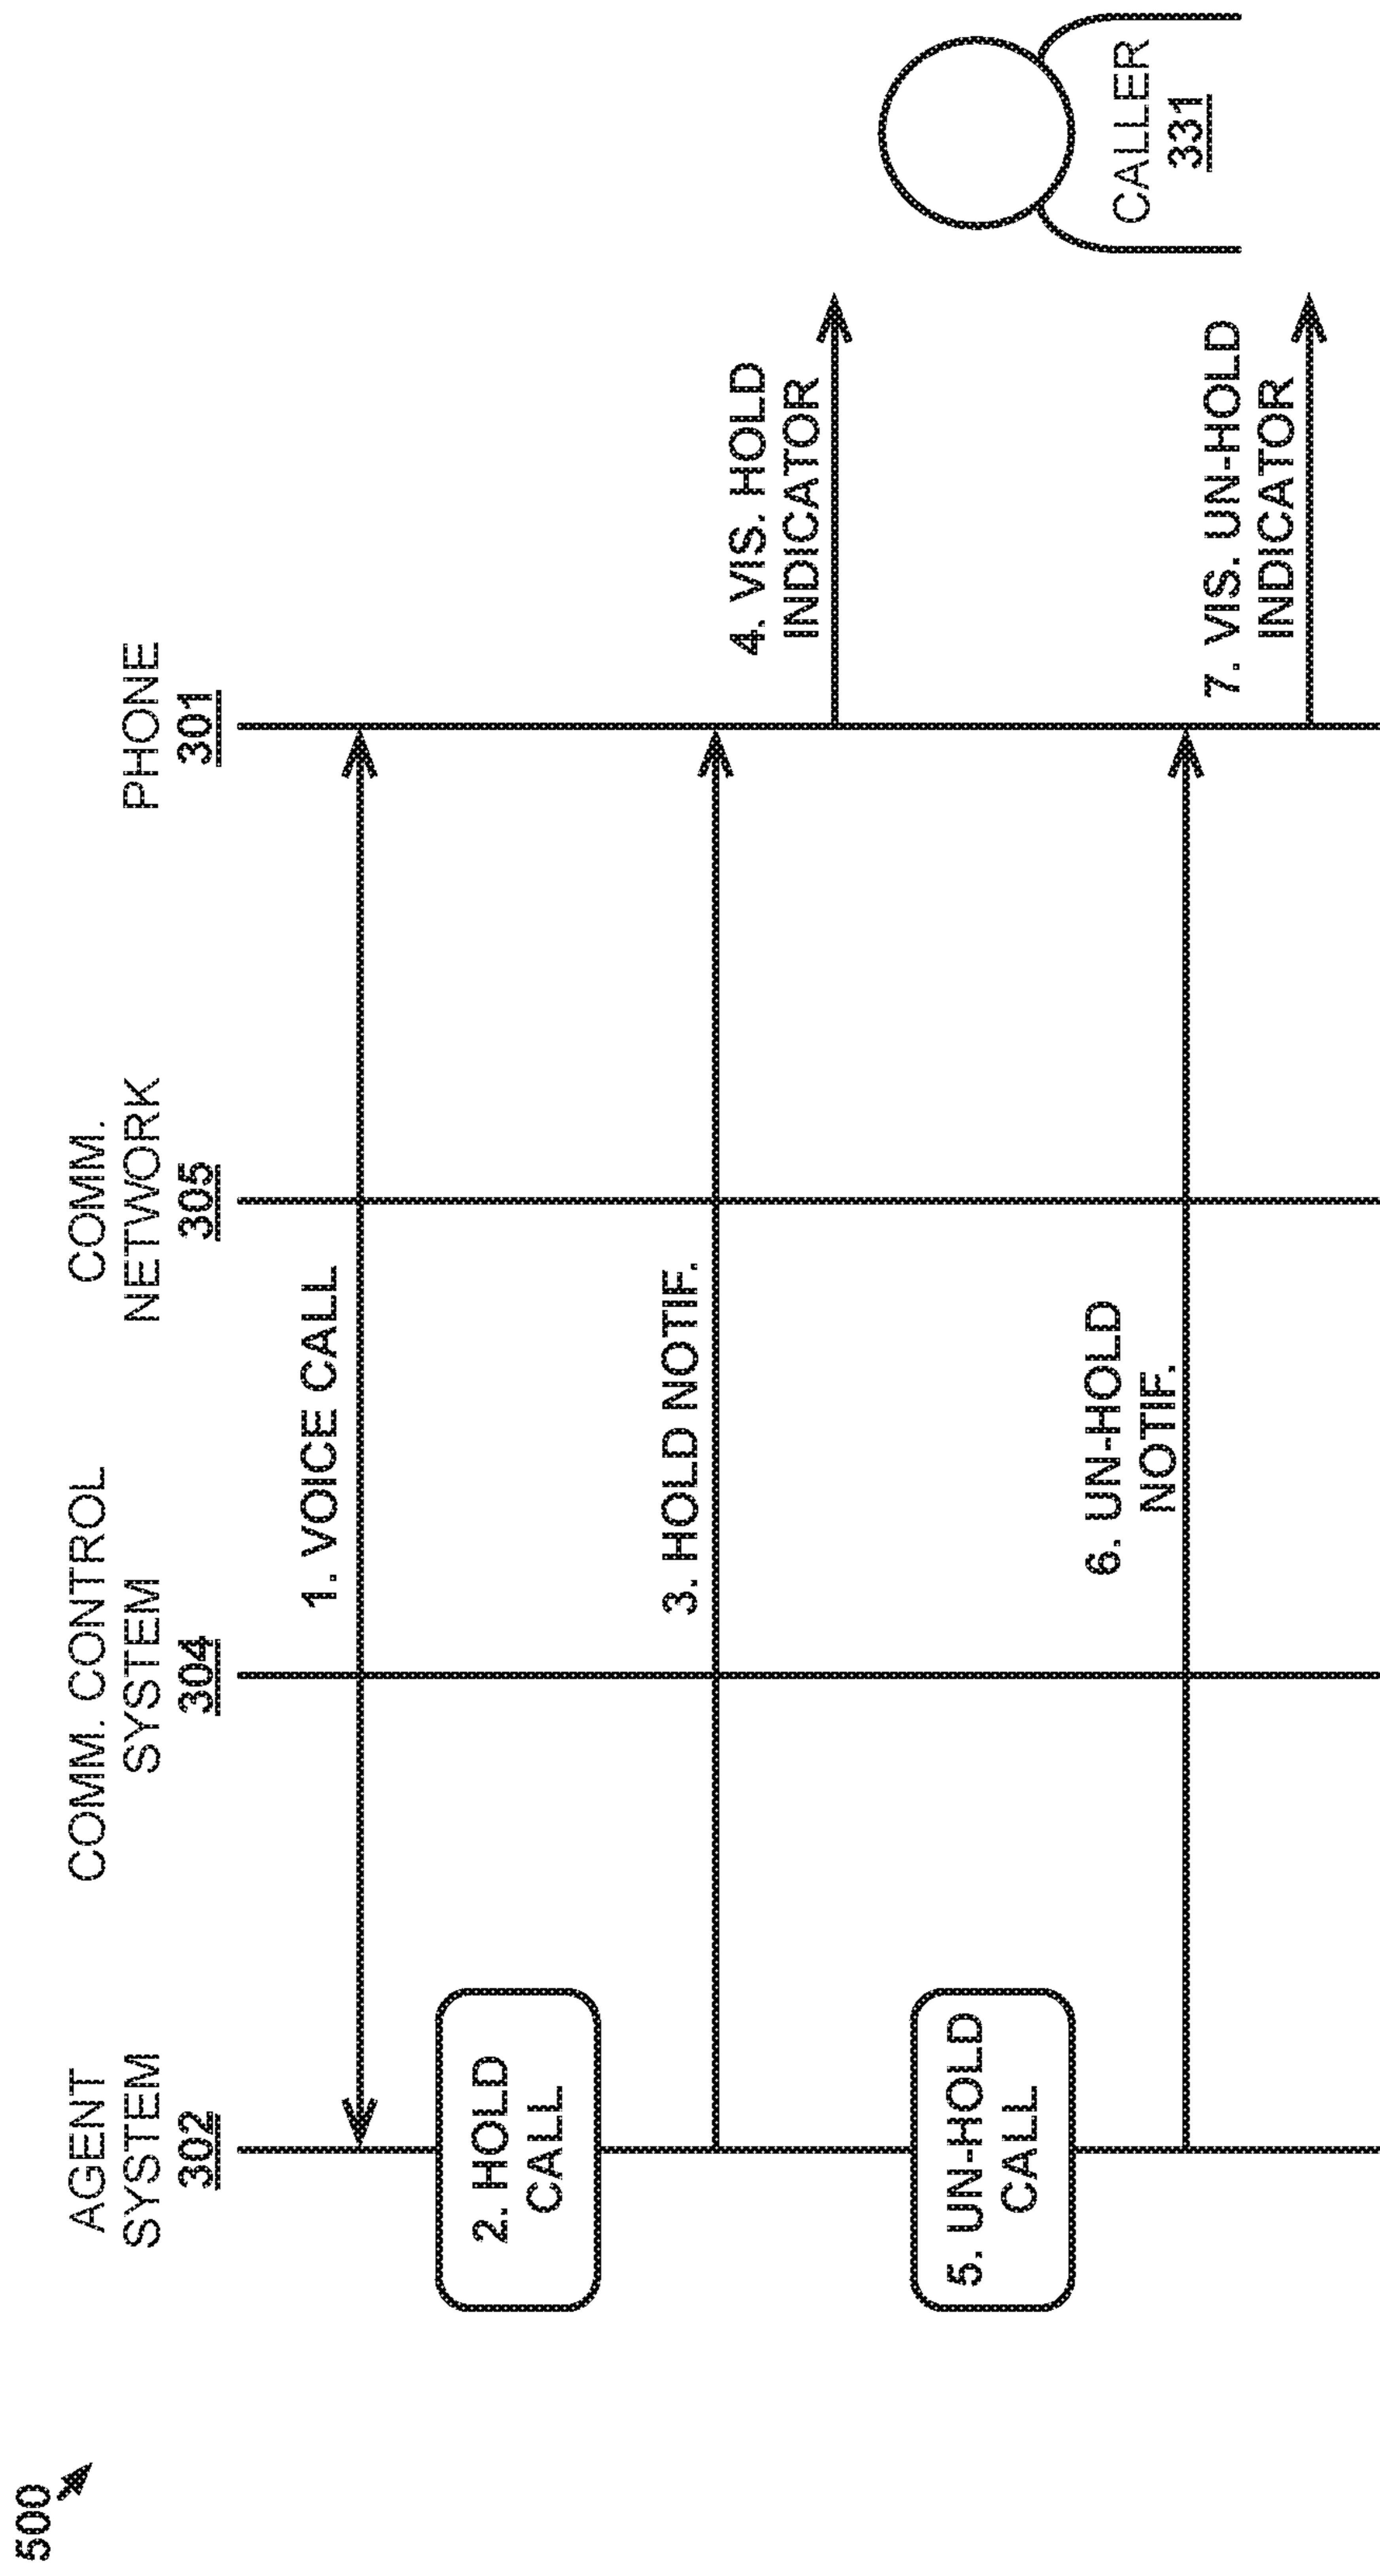 500
AGENT
SYSTEM
302
COMM. CONTROL
SYSTEM
304
COMM.
NETWORK
305
PHONE
301
1. VOICE CALL
2. HOLD
CALL
3. HOLD NOTIF.
4. VIS. HOLD
INDICATOR
CALLER
331
5. UN-HOLD
CALL
6. UN-HOLD
NOTIF.
7. VIS. UN-HOLD
INDICATOR